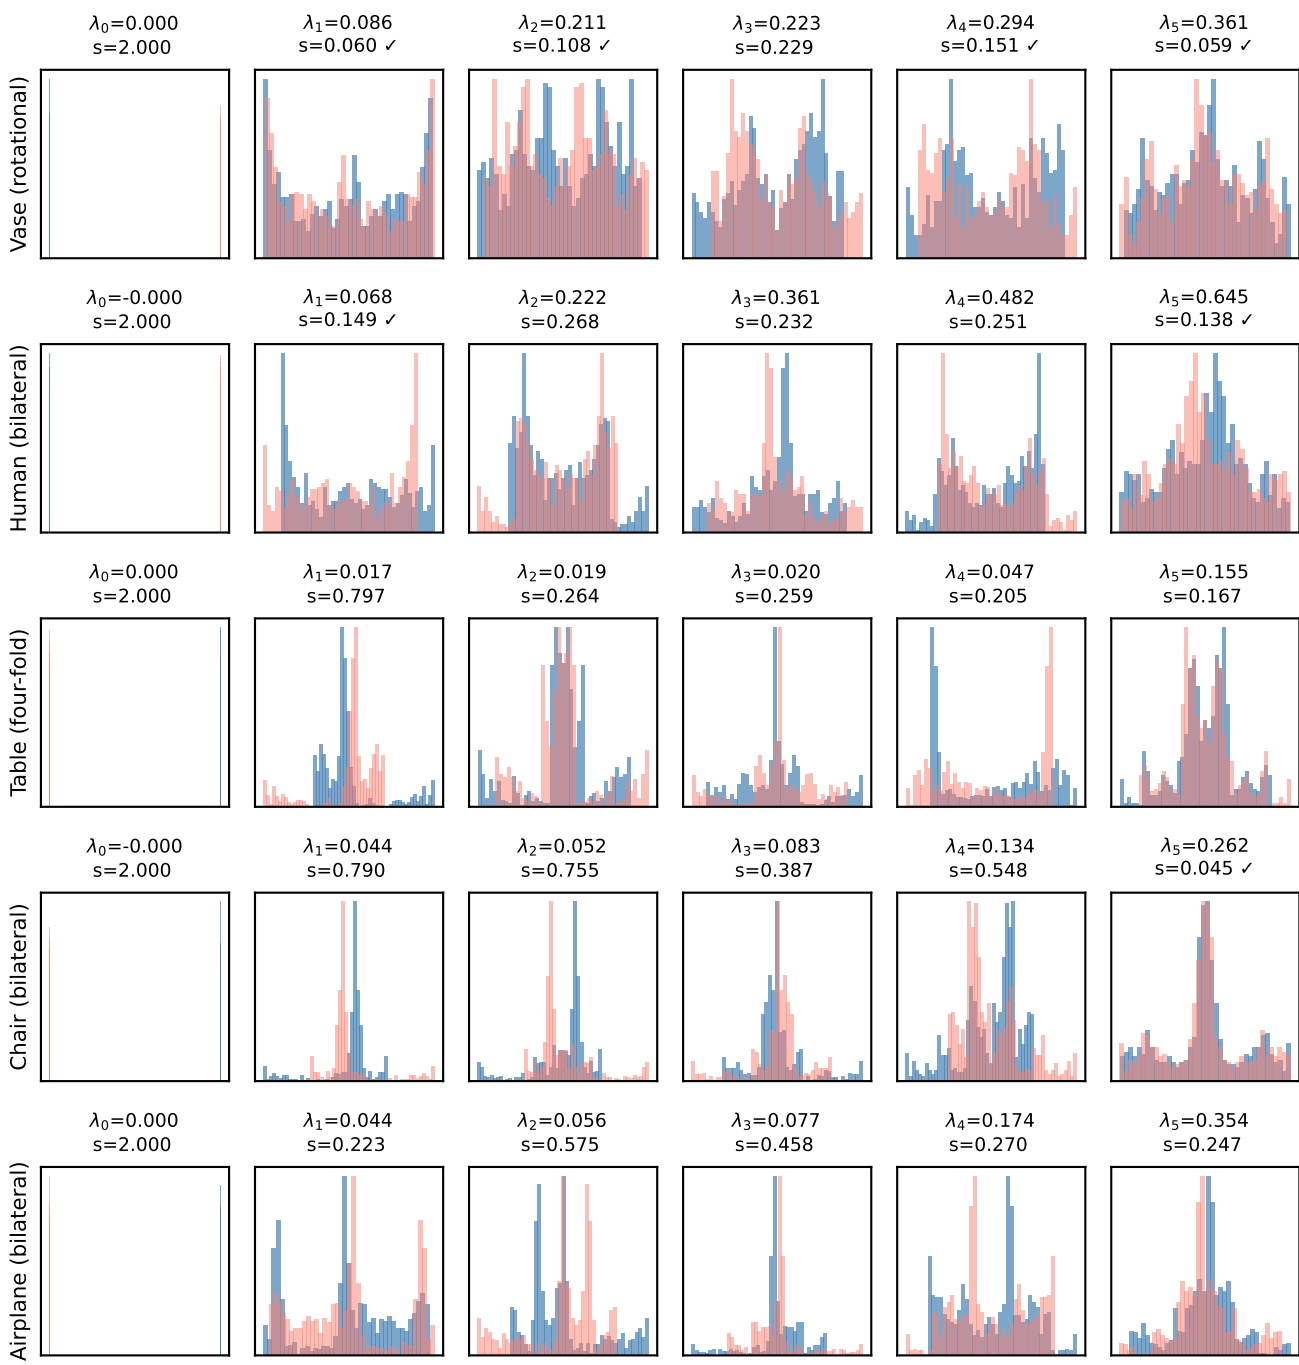 λ₀=0.000
s=2.000
λ₁=0.086
s=0.060 ✓
λ₂=0.211
s=0.108 ✓
λ₃=0.223
s=0.229
λ₄=0.294
s=0.151 ✓
λ₅=0.361
s=0.059 ✓
Vase (rotational)
λ₀=-0.000
s=2.000
λ₁=0.068
s=0.149 ✓
λ₂=0.222
s=0.268
λ₃=0.361
s=0.232
λ₄=0.482
s=0.251
λ₅=0.645
s=0.138 ✓
Human (bilateral)
λ₀=0.000
s=2.000
λ₁=0.017
s=0.797
λ₂=0.019
s=0.264
λ₃=0.020
s=0.259
λ₄=0.047
s=0.205
λ₅=0.155
s=0.167
Table (four-fold)
λ₀=-0.000
s=2.000
λ₁=0.044
s=0.790
λ₂=0.052
s=0.755
λ₃=0.083
s=0.387
λ₄=0.134
s=0.548
λ₅=0.262
s=0.045 ✓
Chair (bilateral)
λ₀=0.000
s=2.000
λ₁=0.044
s=0.223
λ₂=0.056
s=0.575
λ₃=0.077
s=0.458
λ₄=0.174
s=0.270
λ₅=0.354
s=0.247
Airplane (bilateral)